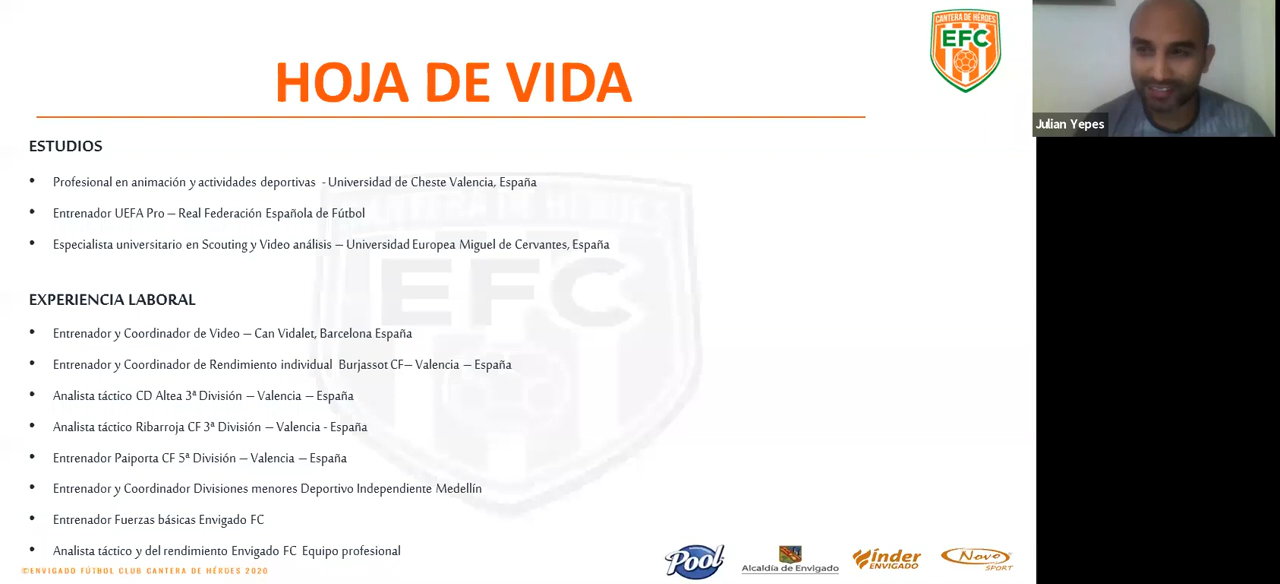 CANTERA DE HÉROES
EFC
Julian Yepes
HOJA DE VIDA
ESTUDIOS
• Profesional en animación y actividades deportivas - Universidad de Cheste Valencia, España
• Entrenador UEFA Pro – Real Federación Española de Fútbol
• Especialista universitario en Scouting y Video análisis – Universidad Europea Miguel de Cervantes, España
EXPERIENCIA LABORAL
• Entrenador y Coordinador de Video – Can Vidalet, Barcelona España
• Entrenador y Coordinador de Rendimiento individual Burjassot CF– Valencia – España
• Analista táctico CD Altea 3ª División – Valencia – España
• Analista táctico Ribarroja CF 3ª División – Valencia - España
• Entrenador Paiporta CF 5ª División – Valencia – España
• Entrenador y Coordinador Divisiones menores Deportivo Independiente Medellín
• Entrenador Fuerzas básicas Envigado FC
• Analista táctico y del rendimiento Envigado FC Equipo profesional
CANTERA DE HÉROES
EFC
©ENVIGADO FÚTBOL CLUB CANTERA DE HÉROES 2020
Pool
Alcaldía de Envigado
índer
ENVIGADO
Novo
SPORT